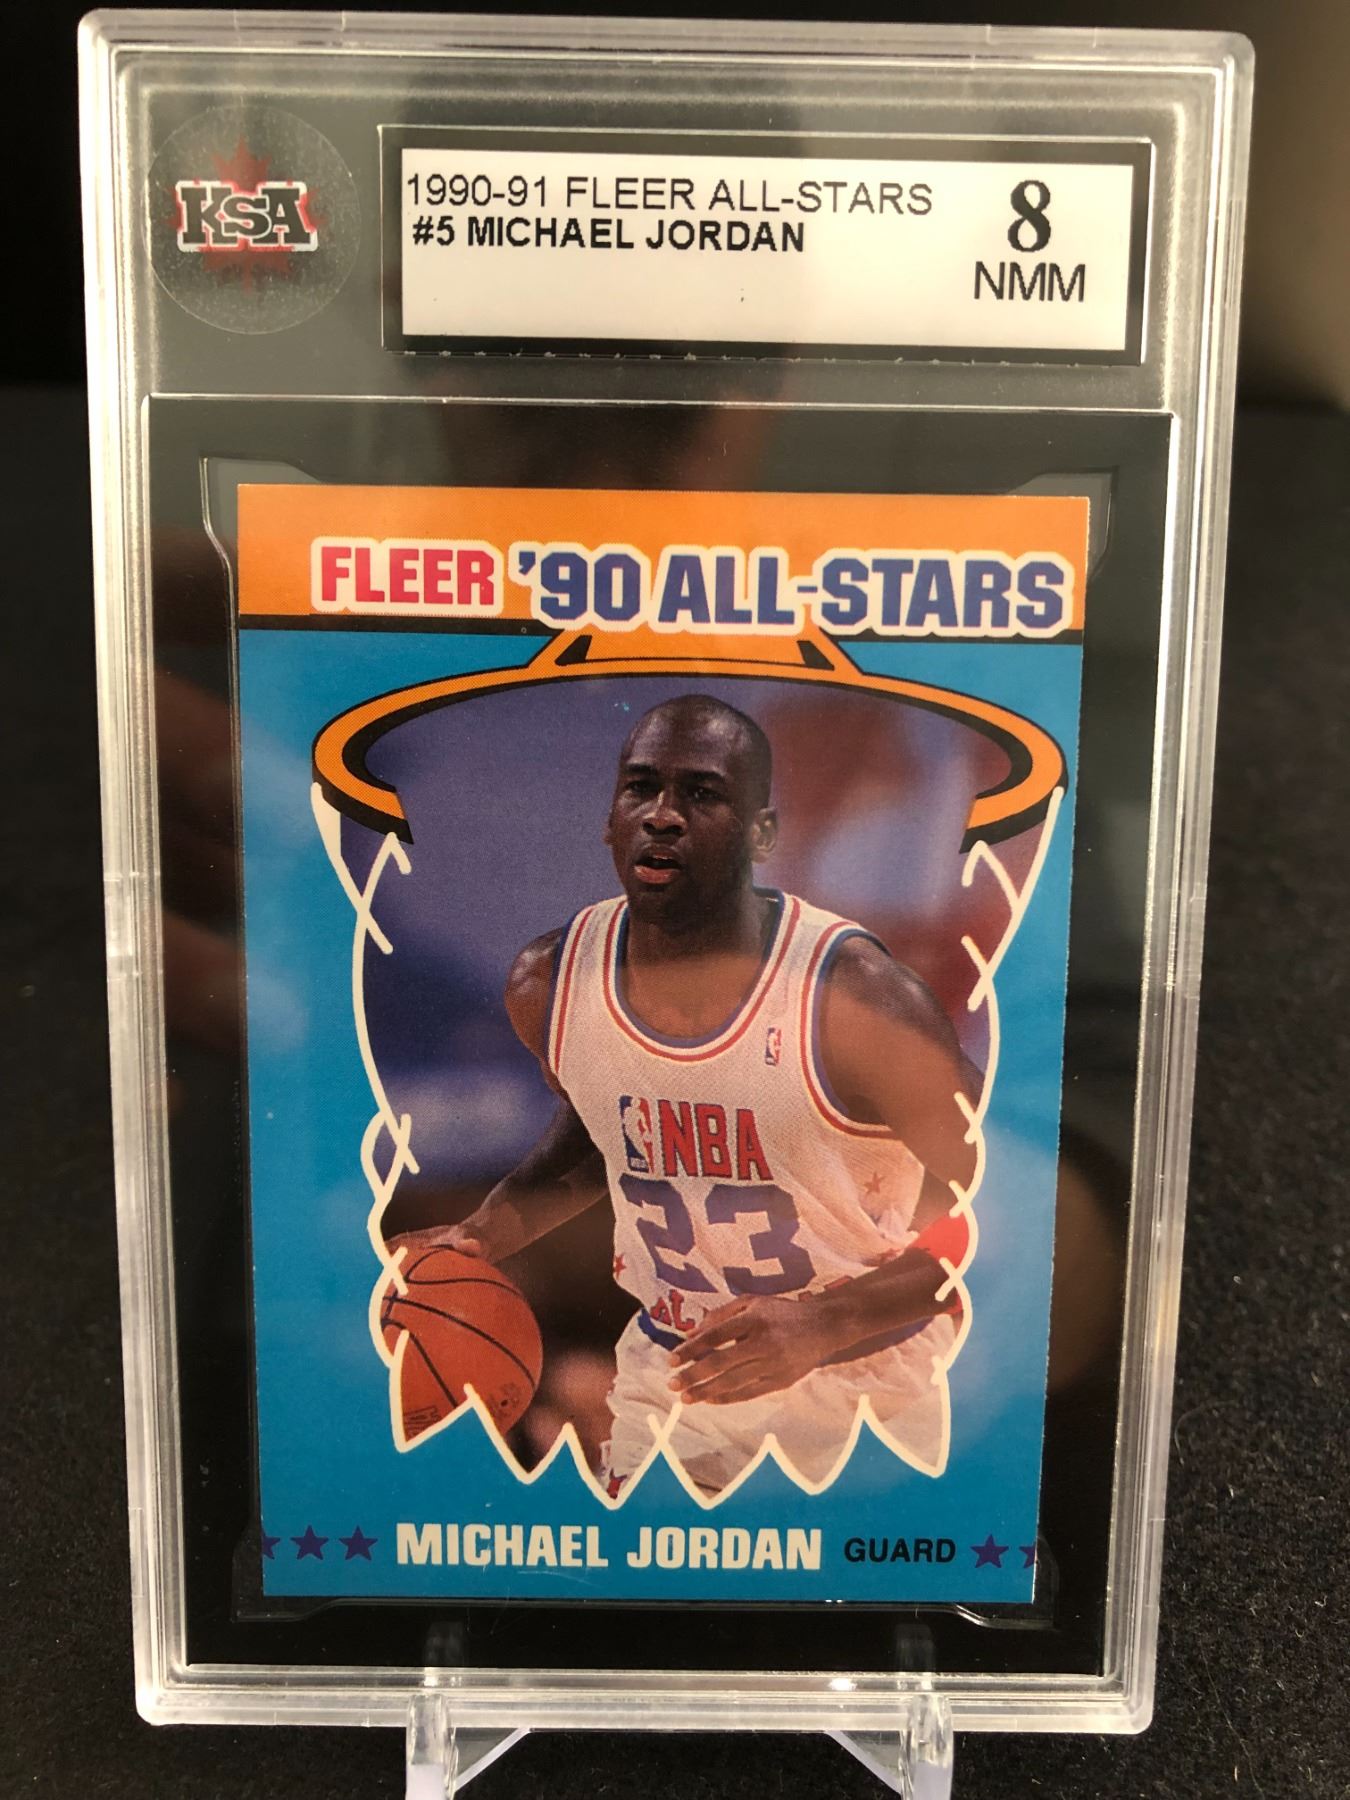 KSA
1990-91 FLEER ALL-STARS
#5 MICHAEL JORDAN
8
NMM
FLEER '90 ALL-STARS
NBA
23
MICHAEL JORDAN GUARD